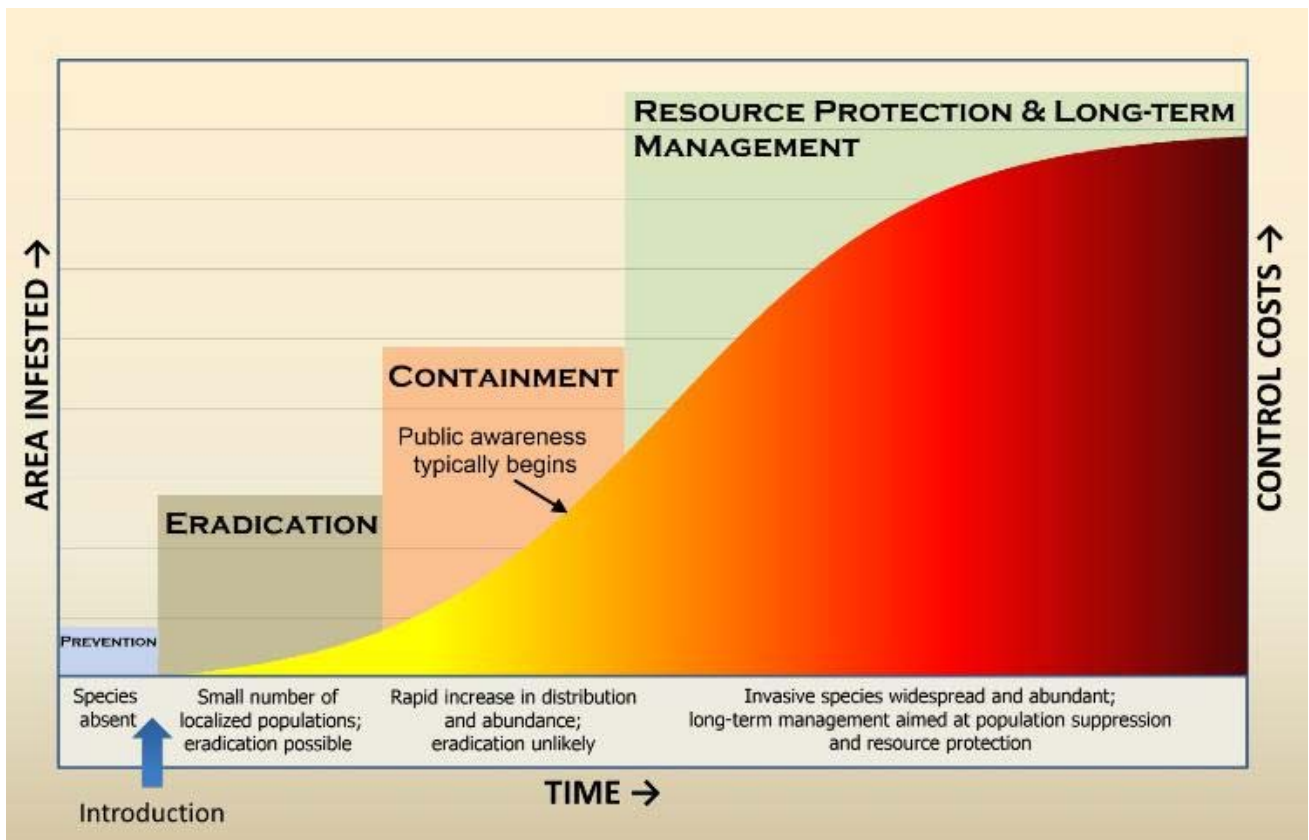 RESOURCE PROTECTION & LONG-TERM
MANAGEMENT
CONTAINMENT
Public awareness
typically begins
ERADICATION
PREVENTION
AREA INFESTED →
CONTROL COSTS →
Species
absent
Small number of
localized populations;
eradication possible
Rapid increase in distribution
and abundance;
eradication unlikely
Invasive species widespread and abundant;
long-term management aimed at population suppression
and resource protection
TIME →
Introduction